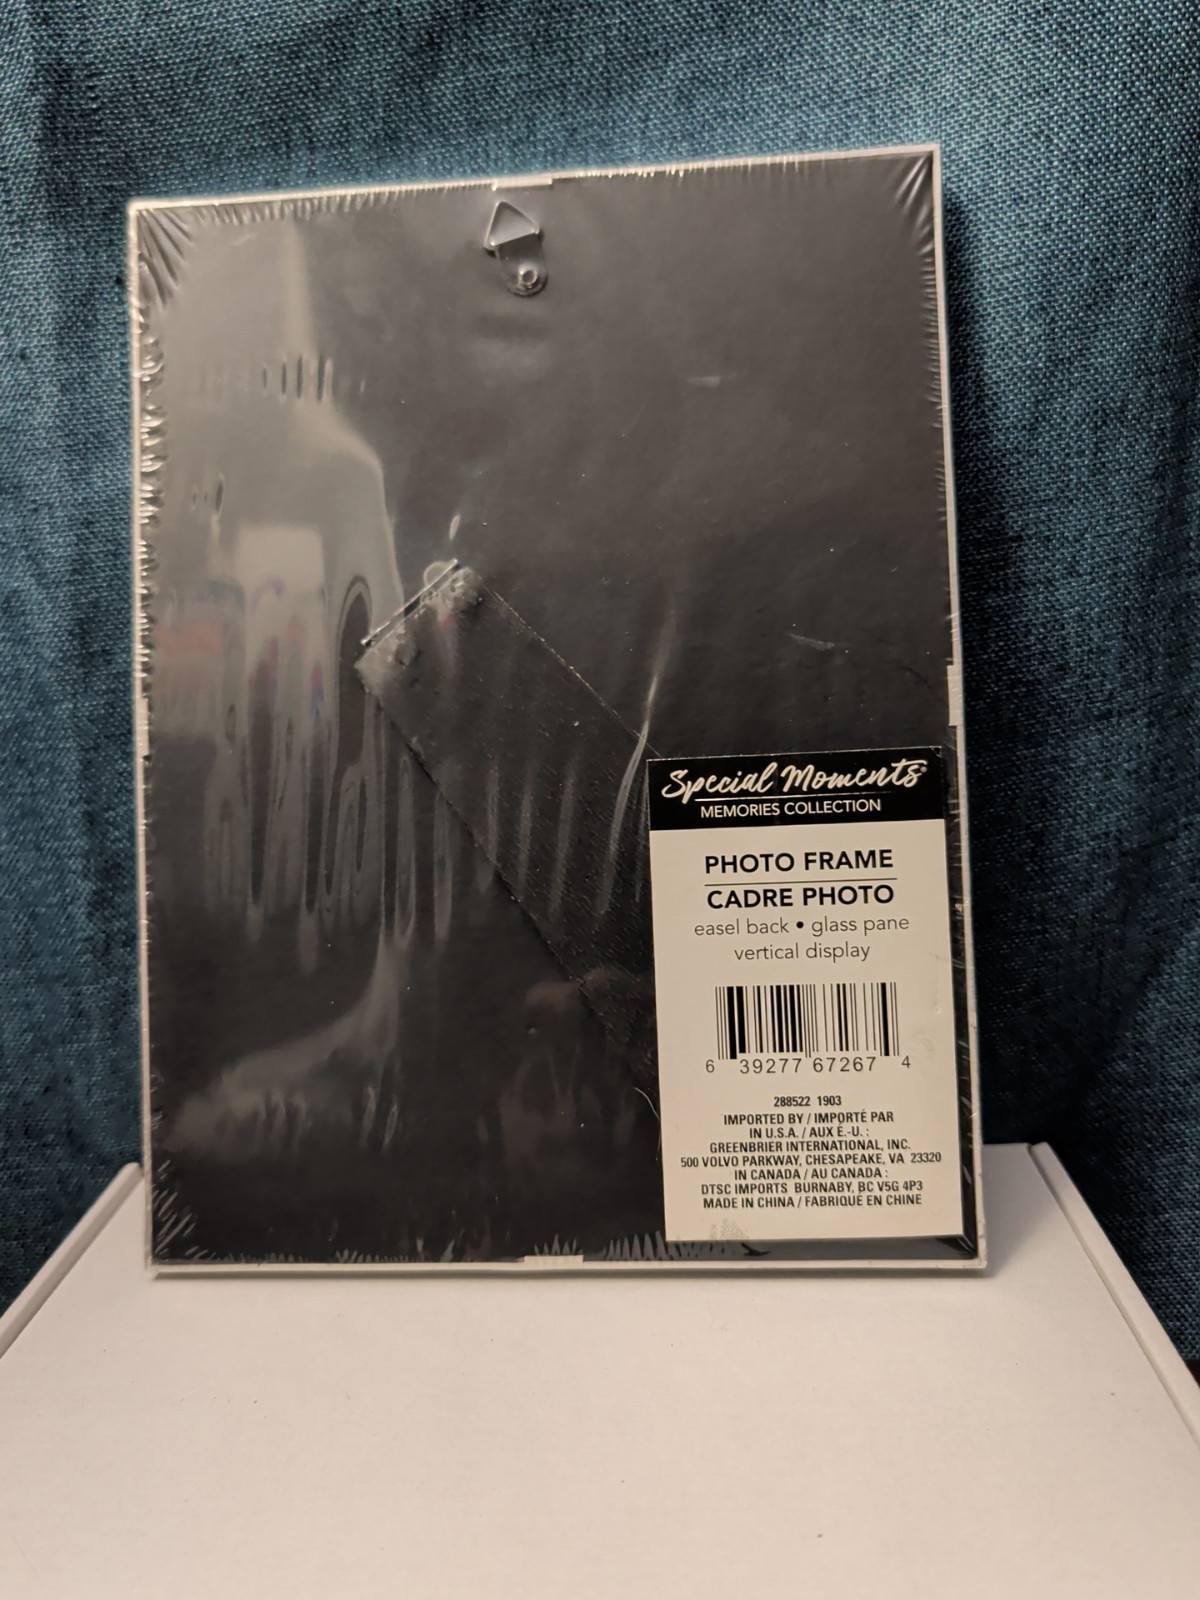 Special Moments®
MEMORIES COLLECTION
PHOTO FRAME
CADRE PHOTO
easel back • glass pane
vertical display
6 39277 67267 4
288522 1903
IMPORTED BY / IMPORTÉ PAR
IN U.S.A. / AUX É.-U. :
GREENBRIER INTERNATIONAL, INC.
500 VOLVO PARKWAY, CHESAPEAKE, VA 23320
IN CANADA / AU CANADA :
DTSC IMPORTS BURNABY, BC V5G 4P3
MADE IN CHINA / FABRIQUÉ EN CHINE